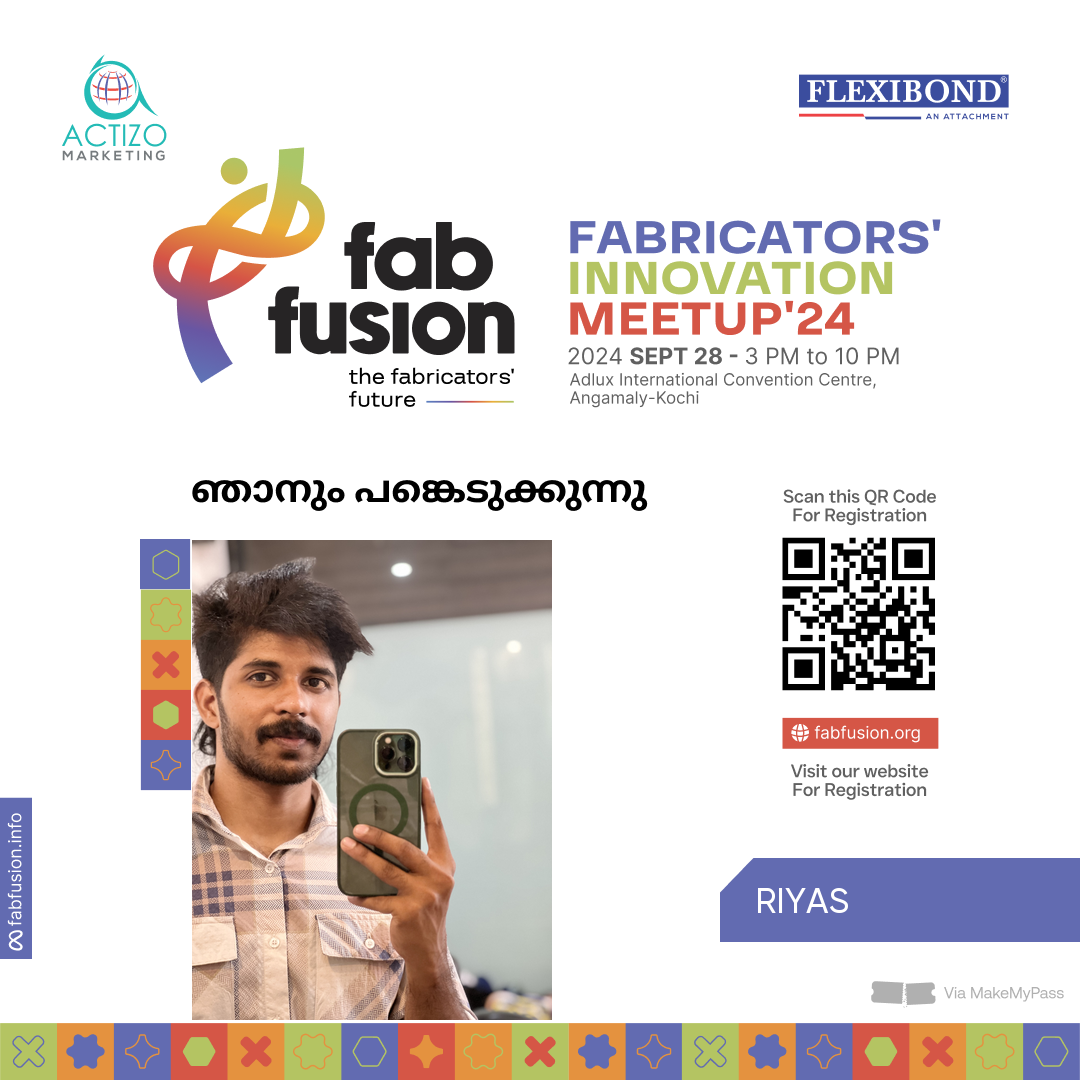 ACTIZO
MARKETING
FLEXIBOND®
AN ATTACHMENT
fab
fusion
the fabricators'
future
FABRICATORS'
INNOVATION
MEETUP'24
2024 SEPT 28 - 3 PM to 10 PM
Adlux International Convention Centre,
Angamaly-Kochi
ഞാനും പങ്കെടുക്കുന്നു
Scan this QR Code
For Registration
fabfusion.org
Visit our website
For Registration
fabfusion.info
RIYAS
Via MakeMyPass